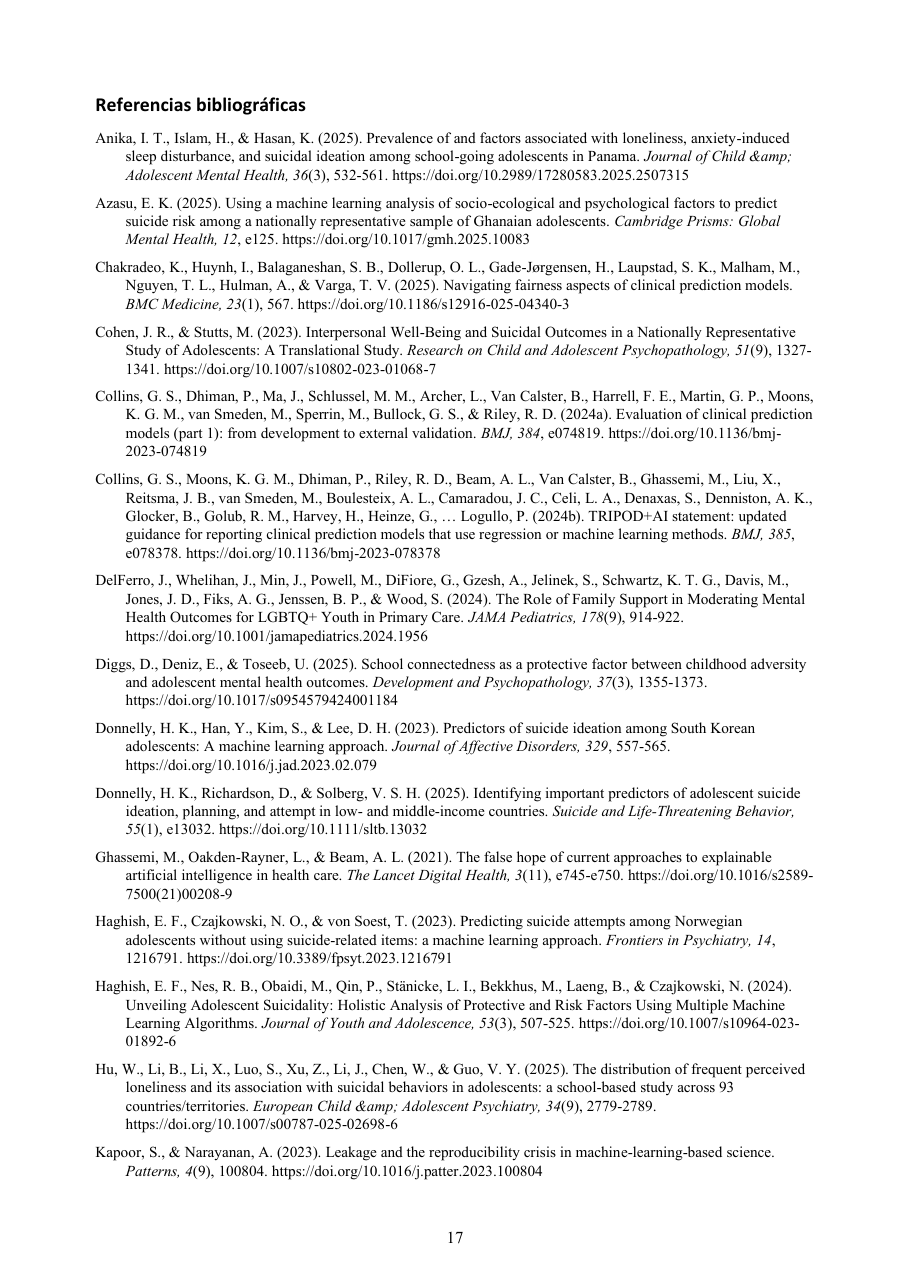 Referencias bibliográficas
Anika, I. T., Islam, H., & Hasan, K. (2025). Prevalence of and factors associated with loneliness, anxiety-induced
sleep disturbance, and suicidal ideation among school-going adolescents in Panama. Journal of Child &amp;
Adolescent Mental Health, 36(3), 532-561. https://doi.org/10.2989/17280583.2025.2507315
Azasu, E. K. (2025). Using a machine learning analysis of socio-ecological and psychological factors to predict
suicide risk among a nationally representative sample of Ghanaian adolescents. Cambridge Prisms: Global
Mental Health, 12, e125. https://doi.org/10.1017/gmh.2025.10083
Chakradeo, K., Huynh, I., Balaganeshan, S. B., Dollerup, O. L., Gade-Jørgensen, H., Laupstad, S. K., Malham, M.,
Nguyen, T. L., Hulman, A., & Varga, T. V. (2025). Navigating fairness aspects of clinical prediction models.
BMC Medicine, 23(1), 567. https://doi.org/10.1186/s12916-025-04340-3
Cohen, J. R., & Stutts, M. (2023). Interpersonal Well-Being and Suicidal Outcomes in a Nationally Representative
Study of Adolescents: A Translational Study. Research on Child and Adolescent Psychopathology, 51(9), 1327-
1341. https://doi.org/10.1007/s10802-023-01068-7
Collins, G. S., Dhiman, P., Ma, J., Schlussel, M. M., Archer, L., Van Calster, B., Harrell, F. E., Martin, G. P., Moons,
K. G. M., van Smeden, M., Sperrin, M., Bullock, G. S., & Riley, R. D. (2024a). Evaluation of clinical prediction
models (part 1): from development to external validation. BMJ, 384, e074819. https://doi.org/10.1136/bmj-
2023-074819
Collins, G. S., Moons, K. G. M., Dhiman, P., Riley, R. D., Beam, A. L., Van Calster, B., Ghassemi, M., Liu, X.,
Reitsma, J. B., van Smeden, M., Boulesteix, A. L., Camaradou, J. C., Celi, L. A., Denaxas, S., Denniston, A. K.,
Glocker, B., Golub, R. M., Harvey, H., Heinze, G., … Logullo, P. (2024b). TRIPOD+AI statement: updated
guidance for reporting clinical prediction models that use regression or machine learning methods. BMJ, 385,
e078378. https://doi.org/10.1136/bmj-2023-078378
DelFerro, J., Whelihan, J., Min, J., Powell, M., DiFiore, G., Gzesh, A., Jelinek, S., Schwartz, K. T. G., Davis, M.,
Jones, J. D., Fiks, A. G., Jenssen, B. P., & Wood, S. (2024). The Role of Family Support in Moderating Mental
Health Outcomes for LGBTQ+ Youth in Primary Care. JAMA Pediatrics, 178(9), 914-922.
https://doi.org/10.1001/jamapediatrics.2024.1956
Diggs, D., Deniz, E., & Toseeb, U. (2025). School connectedness as a protective factor between childhood adversity
and adolescent mental health outcomes. Development and Psychopathology, 37(3), 1355-1373.
https://doi.org/10.1017/s0954579424001184
Donnelly, H. K., Han, Y., Kim, S., & Lee, D. H. (2023). Predictors of suicide ideation among South Korean
adolescents: A machine learning approach. Journal of Affective Disorders, 329, 557-565.
https://doi.org/10.1016/j.jad.2023.02.079
Donnelly, H. K., Richardson, D., & Solberg, V. S. H. (2025). Identifying important predictors of adolescent suicide
ideation, planning, and attempt in low- and middle-income countries. Suicide and Life-Threatening Behavior,
55(1), e13032. https://doi.org/10.1111/sltb.13032
Ghassemi, M., Oakden-Rayner, L., & Beam, A. L. (2021). The false hope of current approaches to explainable
artificial intelligence in health care. The Lancet Digital Health, 3(11), e745-e750. https://doi.org/10.1016/s2589-
7500(21)00208-9
Haghish, E. F., Czajkowski, N. O., & von Soest, T. (2023). Predicting suicide attempts among Norwegian
adolescents without using suicide-related items: a machine learning approach. Frontiers in Psychiatry, 14,
1216791. https://doi.org/10.3389/fpsyt.2023.1216791
Haghish, E. F., Nes, R. B., Obaidi, M., Qin, P., Stänicke, L. I., Bekkhus, M., Laeng, B., & Czajkowski, N. (2024).
Unveiling Adolescent Suicidality: Holistic Analysis of Protective and Risk Factors Using Multiple Machine
Learning Algorithms. Journal of Youth and Adolescence, 53(3), 507-525. https://doi.org/10.1007/s10964-023-
01892-6
Hu, W., Li, B., Li, X., Luo, S., Xu, Z., Li, J., Chen, W., & Guo, V. Y. (2025). The distribution of frequent perceived
loneliness and its association with suicidal behaviors in adolescents: a school-based study across 93
countries/territories. European Child &amp; Adolescent Psychiatry, 34(9), 2779-2789.
https://doi.org/10.1007/s00787-025-02698-6
Kapoor, S., & Narayanan, A. (2023). Leakage and the reproducibility crisis in machine-learning-based science.
Patterns, 4(9), 100804. https://doi.org/10.1016/j.patter.2023.100804
17